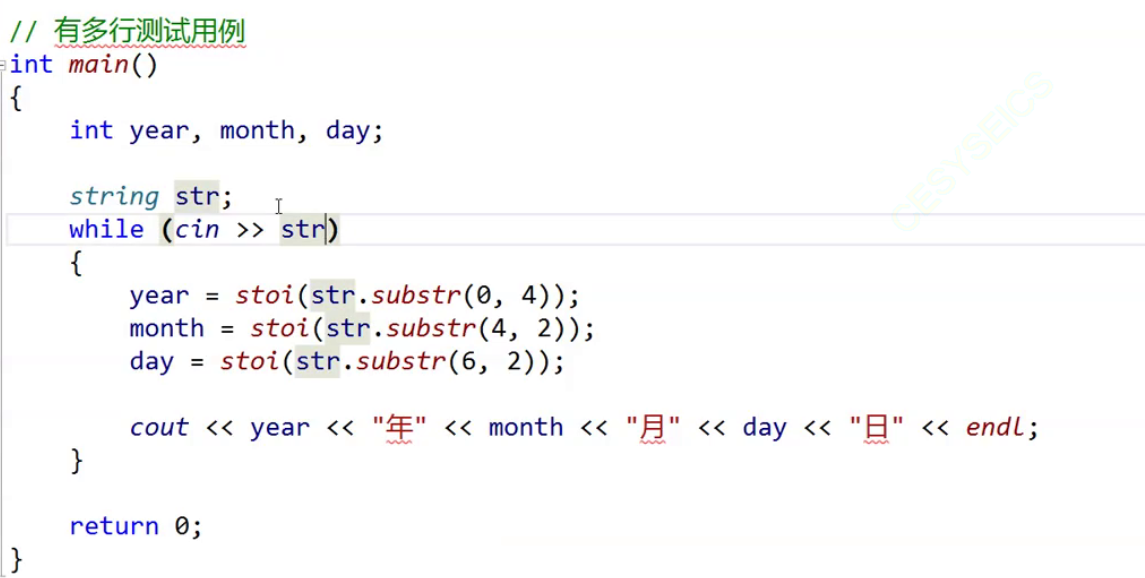 // 有多行测试用例
int main()
{
    int year, month, day;
    string str;
    while (cin >> str)
    {
        year = stoi(str.substr(0, 4));
        month = stoi(str.substr(4, 2));
        day = stoi(str.substr(6, 2));
        cout << year << "年" << month << "月" << day << "日" << endl;
    }
    return 0;
}
CESYSEICS